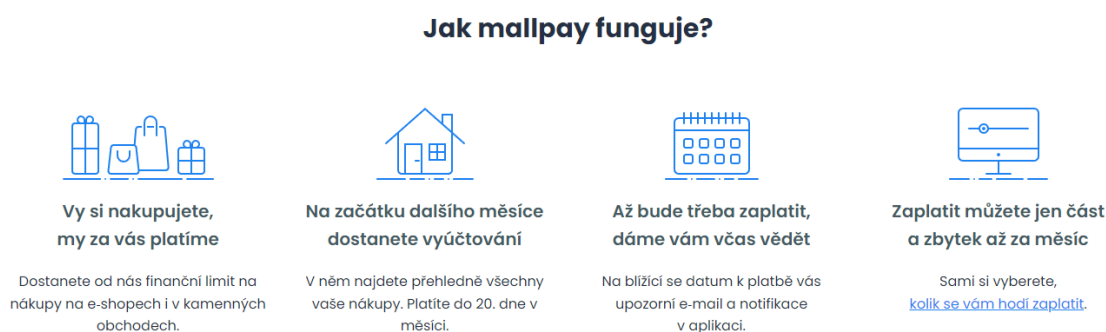 Jak mallpay funguje?
Vy si nakupujete,
my za vás platíme
Dostanete od nás finanční limit na
nákupy na e-shopech i v kamenných
obchodech.
Na začátku dalšího měsíce
dostanete vyúčtování
V něm najdete přehledně všechny
vaše nákupy. Platíte do 20. dne v
měsíci.
Až bude třeba zaplatit,
dáme vám včas vědět
Na blížící se datum k platbě vás
upozorní e-mail a notifikace
v aplikaci.
Zaplatit můžete jen část
a zbytek až za měsíc
Sami si vyberete,
kolik se vám hodí zaplatit.